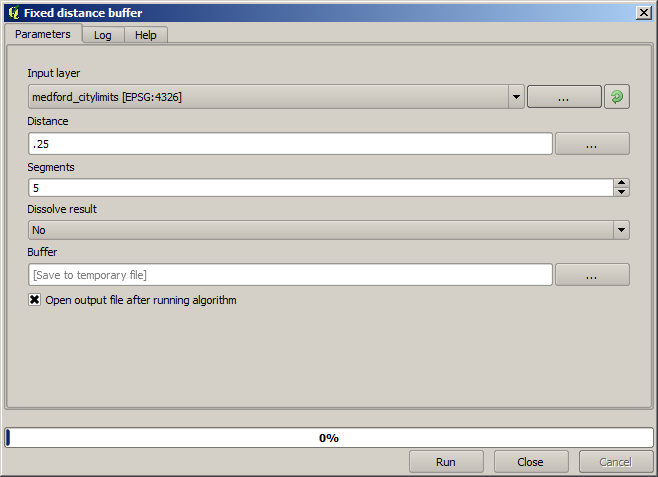 Fixed distance buffer
Parameters Log Help
Input layer
medford_citylimits [EPSG:4326] ...
Distance
.25 ...
Segments
5
Dissolve result
No
Buffer
[Save to temporary file] ...
Open output file after running algorithm
0%
Run Close Cancel